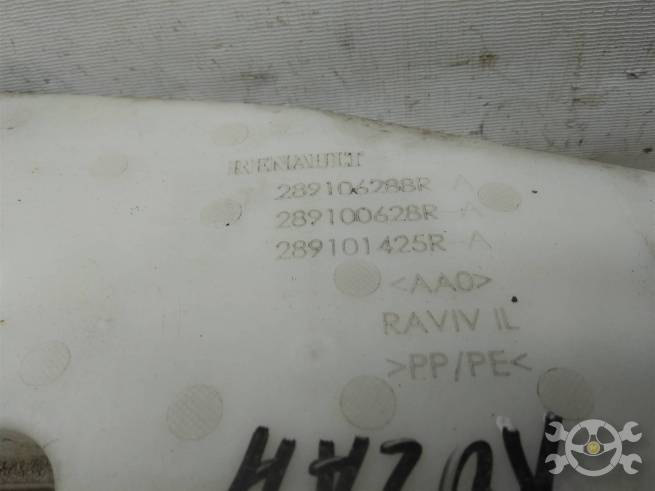 RENAULT
289106288R-A
289100628R-A
289101425R-A
<AA0>
RAVIV IL
>PP/PE<